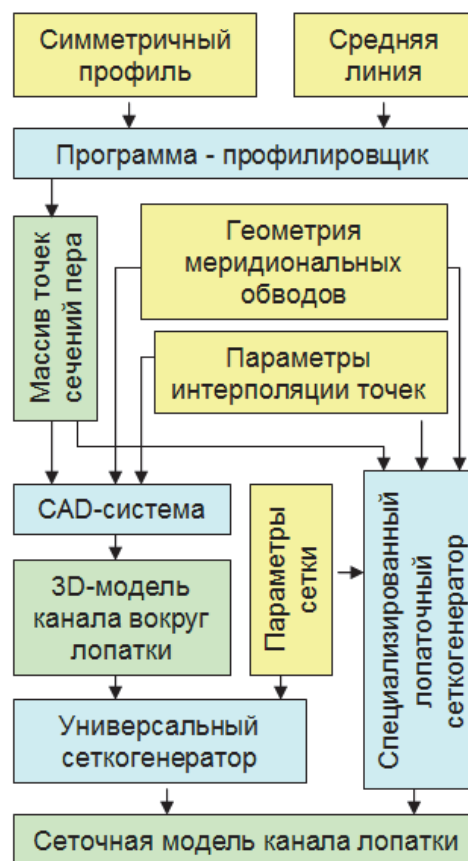 Симметричный
профиль
Средняя
линия
Программа - профилировщик
Массив точек
сечений пера
Геометрия
меридиональных
обводов
Параметры
интерполяции точек
CAD-система
Параметры
сетки
Специализированный
лопаточный
сеткогенератор
3D-модель
канала вокруг
лопатки
Универсальный
сеткогенератор
Сеточная модель канала лопатки